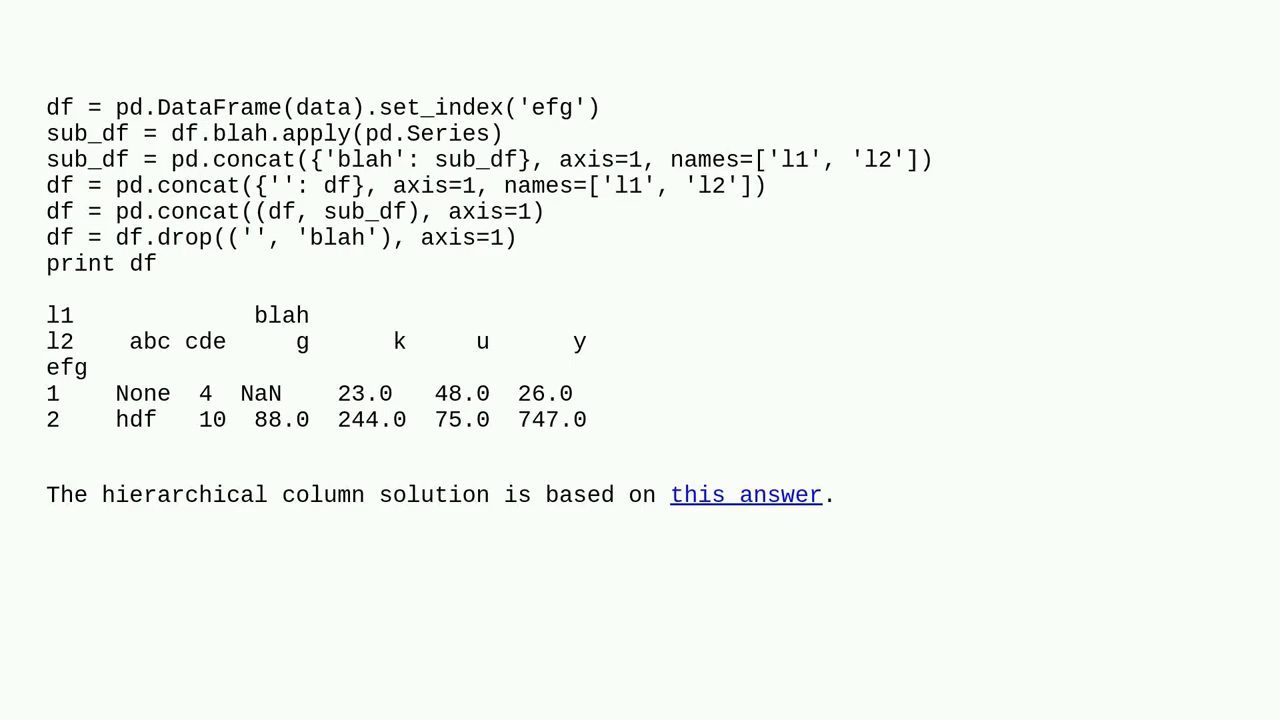 df = pd.DataFrame(data).set_index('efg')
sub_df = df.blah.apply(pd.Series)
sub_df = pd.concat({'blah': sub_df}, axis=1, names=['l1', 'l2'])
df = pd.concat({'': df}, axis=1, names=['l1', 'l2'])
df = pd.concat((df, sub_df), axis=1)
df = df.drop(('', 'blah'), axis=1)
print df

l1             blah
l2    abc cde     g      k     u      y
efg
1    None  4  NaN    23.0   48.0  26.0
2    hdf   10  88.0  244.0  75.0  747.0

The hierarchical column solution is based on this answer.